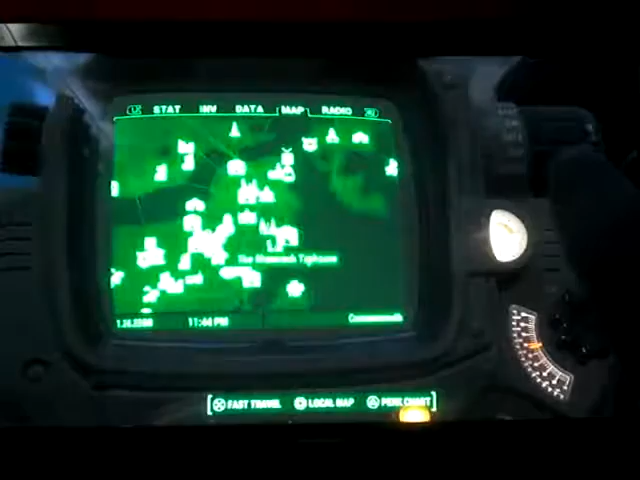 STAT INV DATA MAP RADIO
The Shamrock Taphouse
11:44 PM Commonwealth
FAST TRAVEL LOCAL MAP PERK CHART